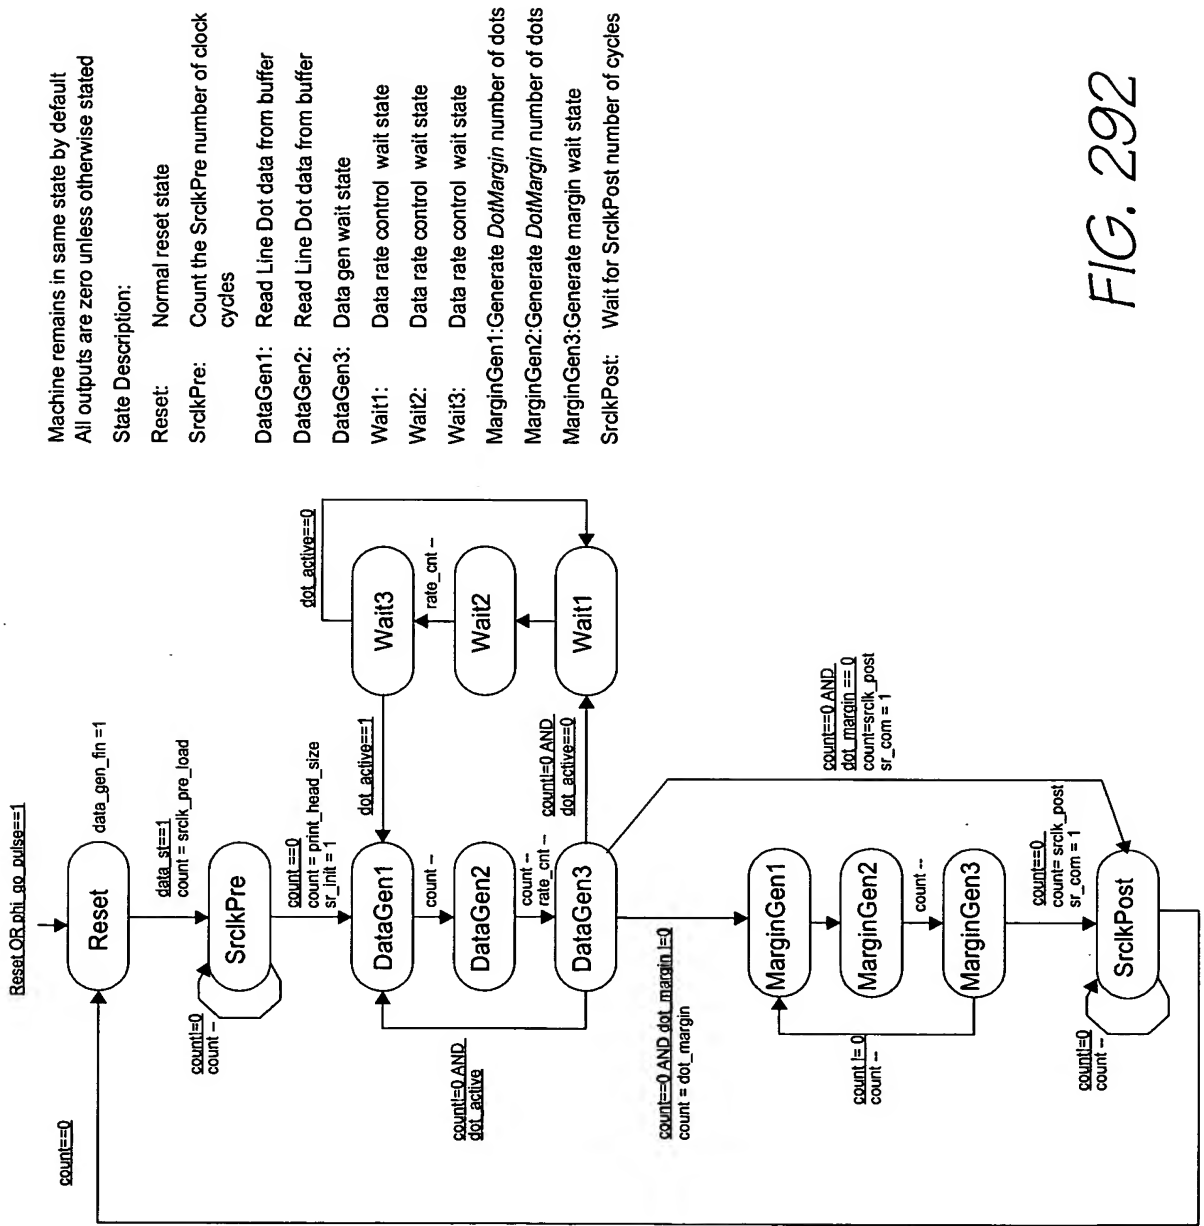 Reset OR phi_go_pulse==1
Reset
data_gen_fin =1
count==0
data_st==1
count = srclk_pre_load
SrclkPre
count!=0
count --
count ==0
count = print_head_size
sr_init = 1
DataGen1
count --
DataGen2
count --
rate_cnt --
DataGen3
count!=0 AND
dot_active
dot_active==1
count!=0 AND
dot_active==0
Wait3
rate_cnt --
Wait2
Wait1
dot_active==0
count==0 AND dot_margin !=0
count = dot_margin
count==0 AND
dot_margin == 0
count=srclk_post
sr_com = 1
MarginGen1
MarginGen2
count --
MarginGen3
count != 0
count --
count==0
count= srclk_post
sr_com = 1
SrclkPost
count!=0
count --
Machine remains in same state by default
All outputs are zero unless otherwise stated
State Description:
Reset: Normal reset state
SrclkPre: Count the SrclkPre number of clock
cycles
DataGen1: Read Line Dot data from buffer
DataGen2: Read Line Dot data from buffer
DataGen3: Data gen wait state
Wait1: Data rate control wait state
Wait2: Data rate control wait state
Wait3: Data rate control wait state
MarginGen1:Generate DotMargin number of dots
MarginGen2:Generate DotMargin number of dots
MarginGen3:Generate margin wait state
SrclkPost: Wait for SrclkPost number of cycles
FIG. 292